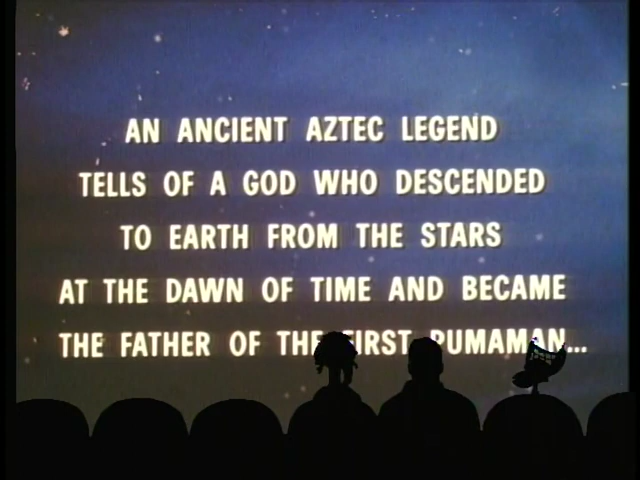 AN ANCIENT AZTEC LEGEND
TELLS OF A GOD WHO DESCENDED
TO EARTH FROM THE STARS
AT THE DAWN OF TIME AND BECAME
THE FATHER OF THE FIRST PUMAMAN...